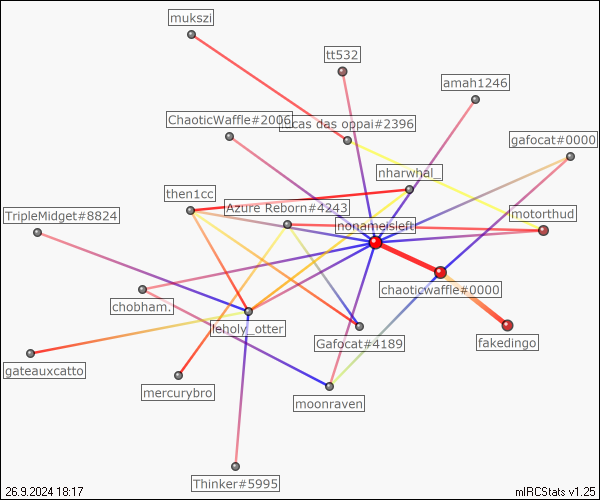 mukszi
tt532
amah1246
ChaoticWaffle#2006
lucas das oppai#2396
gafocat#0000
nharwhal_
then1cc
Azure Reborn#4243
TripleMidget#8824
nonameisleft
motorthud
chaoticwaffle#0000
chobham.
leholy_otter
Gafocat#4189
fakedingo
gateauxcatto
mercurybro
moonraven
Thinker#5995
26.9.2024 18:17
mIRCStats v1.25